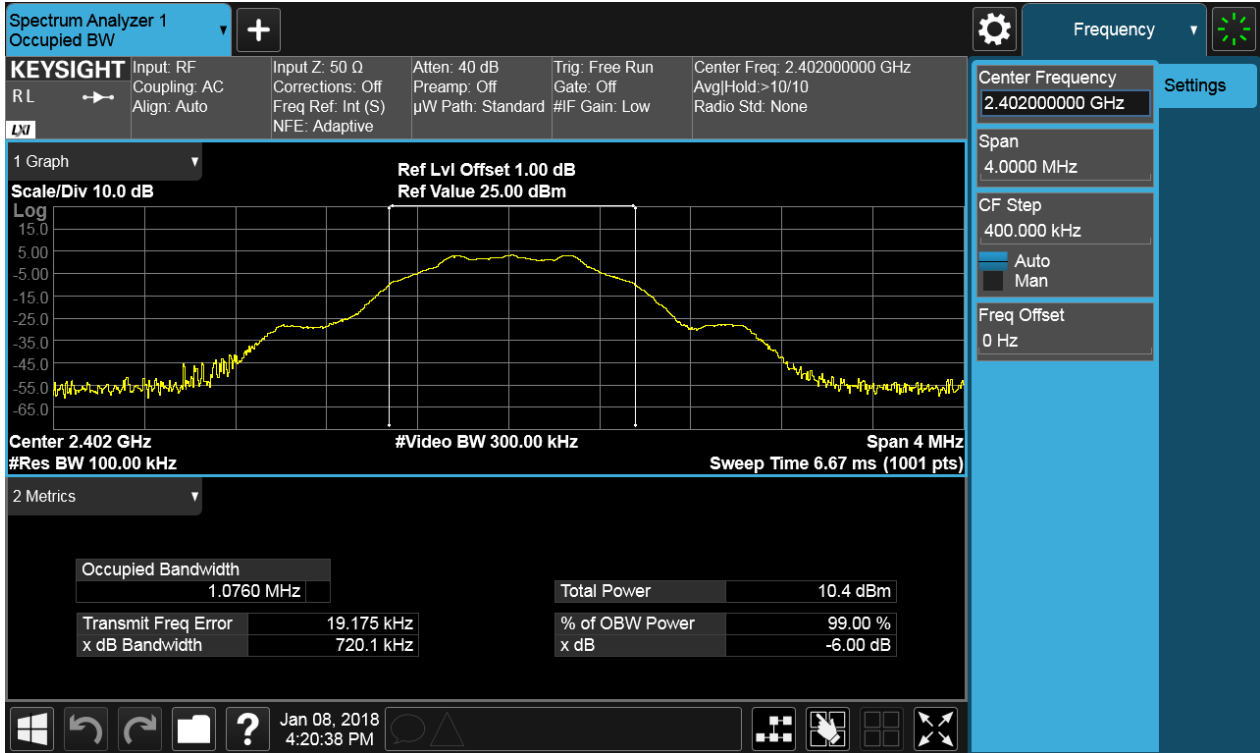 Spectrum Analyzer 1
Occupied BW
+
Frequency
KEYSIGHT
RL
LXI
Input: RF
Coupling: AC
Align: Auto
Input Z: 50 Ω
Corrections: Off
Freq Ref: Int (S)
NFE: Adaptive
Atten: 40 dB
Preamp: Off
µW Path: Standard
Trig: Free Run
Gate: Off
#IF Gain: Low
Center Freq: 2.402000000 GHz
Avg|Hold:>10/10
Radio Std: None
Center Frequency
2.402000000 GHz
Settings
Span
4.0000 MHz
CF Step
400.000 kHz
Auto
Man
Freq Offset
0 Hz
1 Graph
Scale/Div 10.0 dB
Ref Lvl Offset 1.00 dB
Ref Value 25.00 dBm
Log
15.0
5.00
-5.00
-15.0
-25.0
-35.0
-45.0
-55.0
-65.0
Center 2.402 GHz
#Video BW 300.00 kHz
Span 4 MHz
#Res BW 100.00 kHz
Sweep Time 6.67 ms (1001 pts)
2 Metrics
Occupied Bandwidth
1.0760 MHz
Total Power 10.4 dBm
Transmit Freq Error 19.175 kHz
% of OBW Power 99.00 %
x dB Bandwidth 720.1 kHz
x dB -6.00 dB
?
Jan 08, 2018
4:20:38 PM